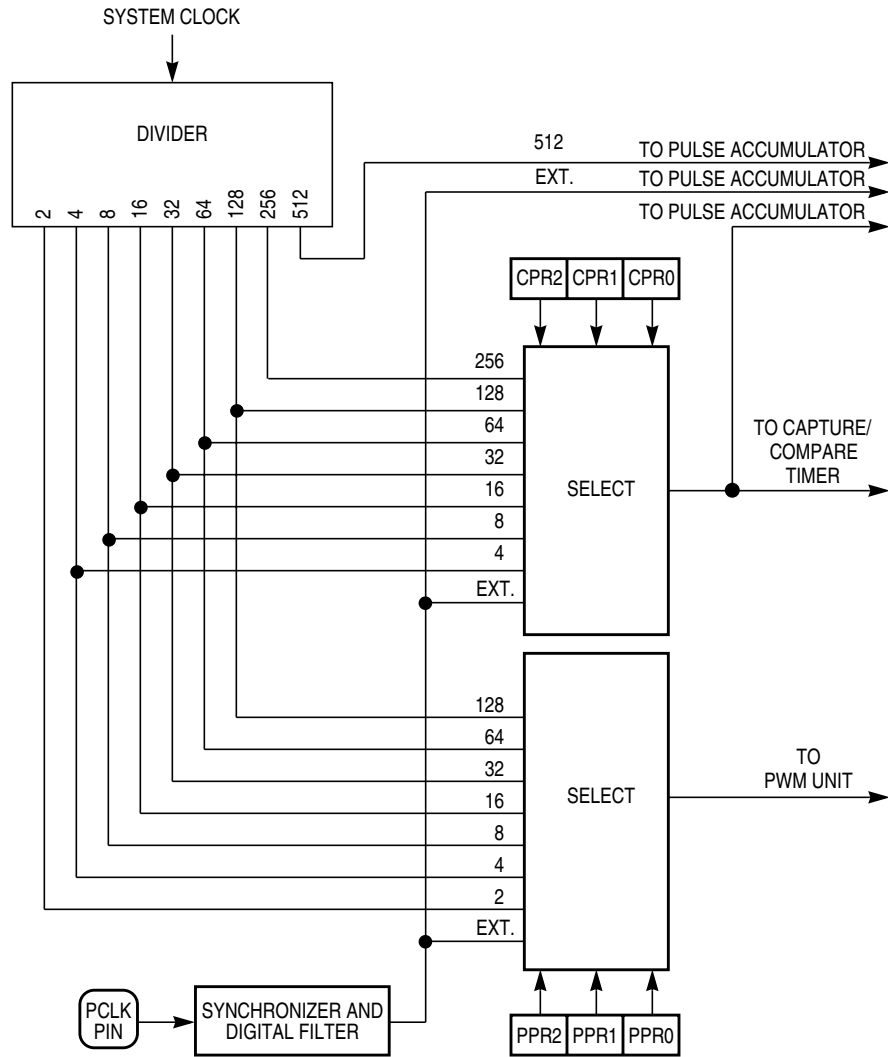 SYSTEM CLOCK
DIVIDER
2
4
8
16
32
64
128
256
512
512
TO PULSE ACCUMULATOR
EXT.
TO PULSE ACCUMULATOR
TO PULSE ACCUMULATOR
CPR2 CPR1 CPR0
256
128
64
32
16
8
4
EXT.
SELECT
TO CAPTURE/
COMPARE
TIMER
128
64
32
16
8
4
2
EXT.
SELECT
TO
PWM UNIT
PCLK
PIN
SYNCHRONIZER AND
DIGITAL FILTER
PPR2 PPR1 PPR0